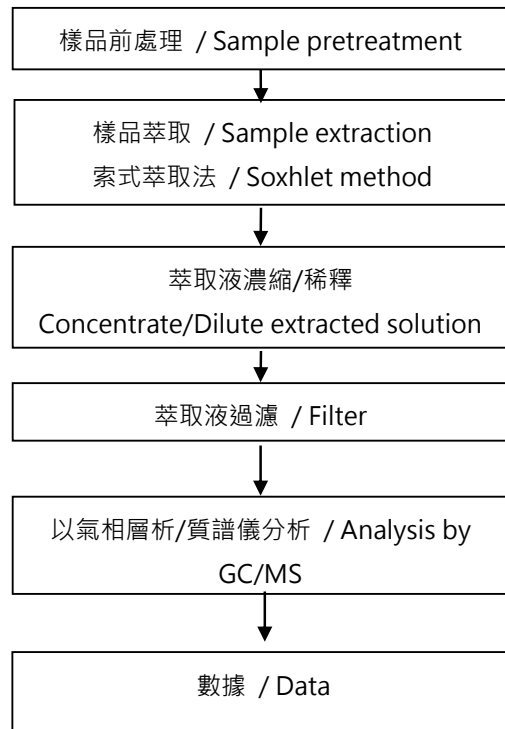 樣品前處理 / Sample pretreatment
樣品萃取 / Sample extraction
索式萃取法 / Soxhlet method
萃取液濃縮/稀釋
Concentrate/Dilute extracted solution
萃取液過濾 / Filter
以氣相層析/質譜儀分析 / Analysis by
GC/MS
數據 / Data